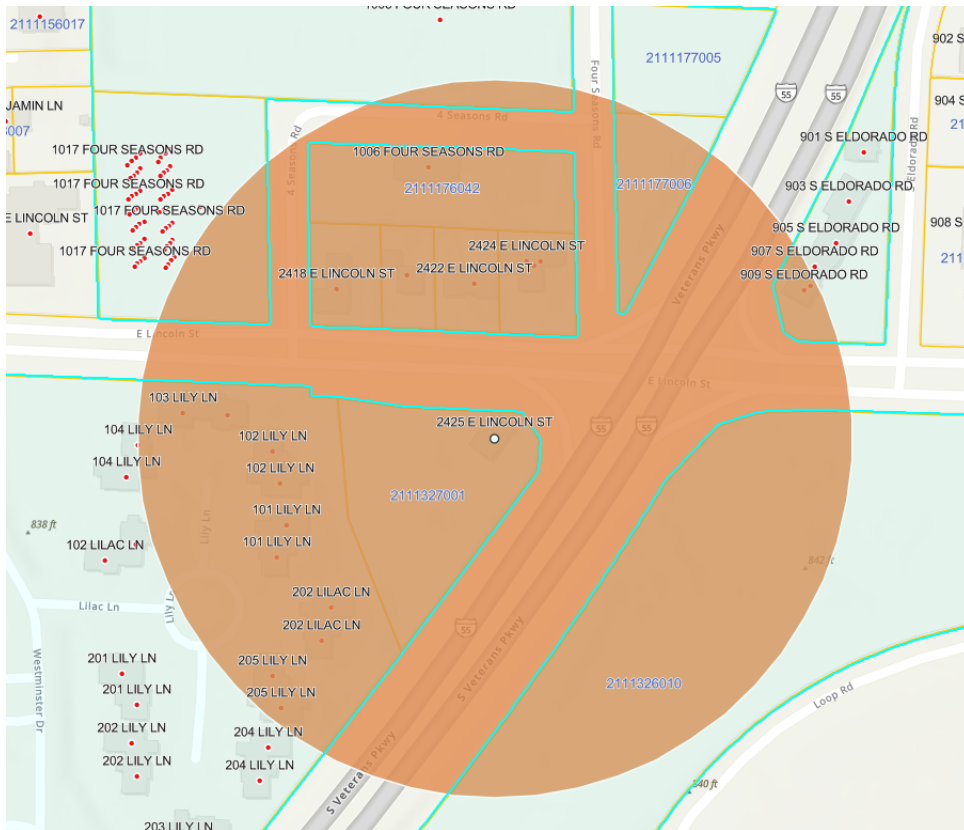 1006 FOUR SEASONS RD
2111156017
2111177005
Four Seasons Rd
55
55
902 S
JAMIN LN
904 S
4 Seasons Rd
901 S ELDORADO RD
Eldorado Rd
1017 FOUR SEASONS RD
1006 FOUR SEASONS RD
4 Seasons Rd
1017 FOUR SEASONS RD
2111176042
2111177006
903 S ELDORADO RD
1017 FOUR SEASONS RD
E LINCOLN ST
905 S ELDORADO RD
908 S
1017 FOUR SEASONS RD
2424 E LINCOLN ST
907 S ELDORADO RD
2418 E LINCOLN ST
2422 E LINCOLN ST
909 S ELDORADO RD
Veterans Pkwy
E Lincoln St
E Lincoln St
103 LILY LN
2425 E LINCOLN ST
55
55
104 LILY LN
102 LILY LN
104 LILY LN
102 LILY LN
2111327001
101 LILY LN
838 ft
Lily Ln
101 LILY LN
102 LILAC LN
842 ft
202 LILAC LN
Lilac Ln
Lily L
202 LILAC LN
55
S Veterans Pkwy
201 LILY LN
205 LILY LN
Westminster Dr
201 LILY LN
205 LILY LN
2111326010
Loop Rd
202 LILY LN
204 LILY LN
202 LILY LN
204 LILY LN
S Veterans Pkwy
840 ft
203 LILY LN